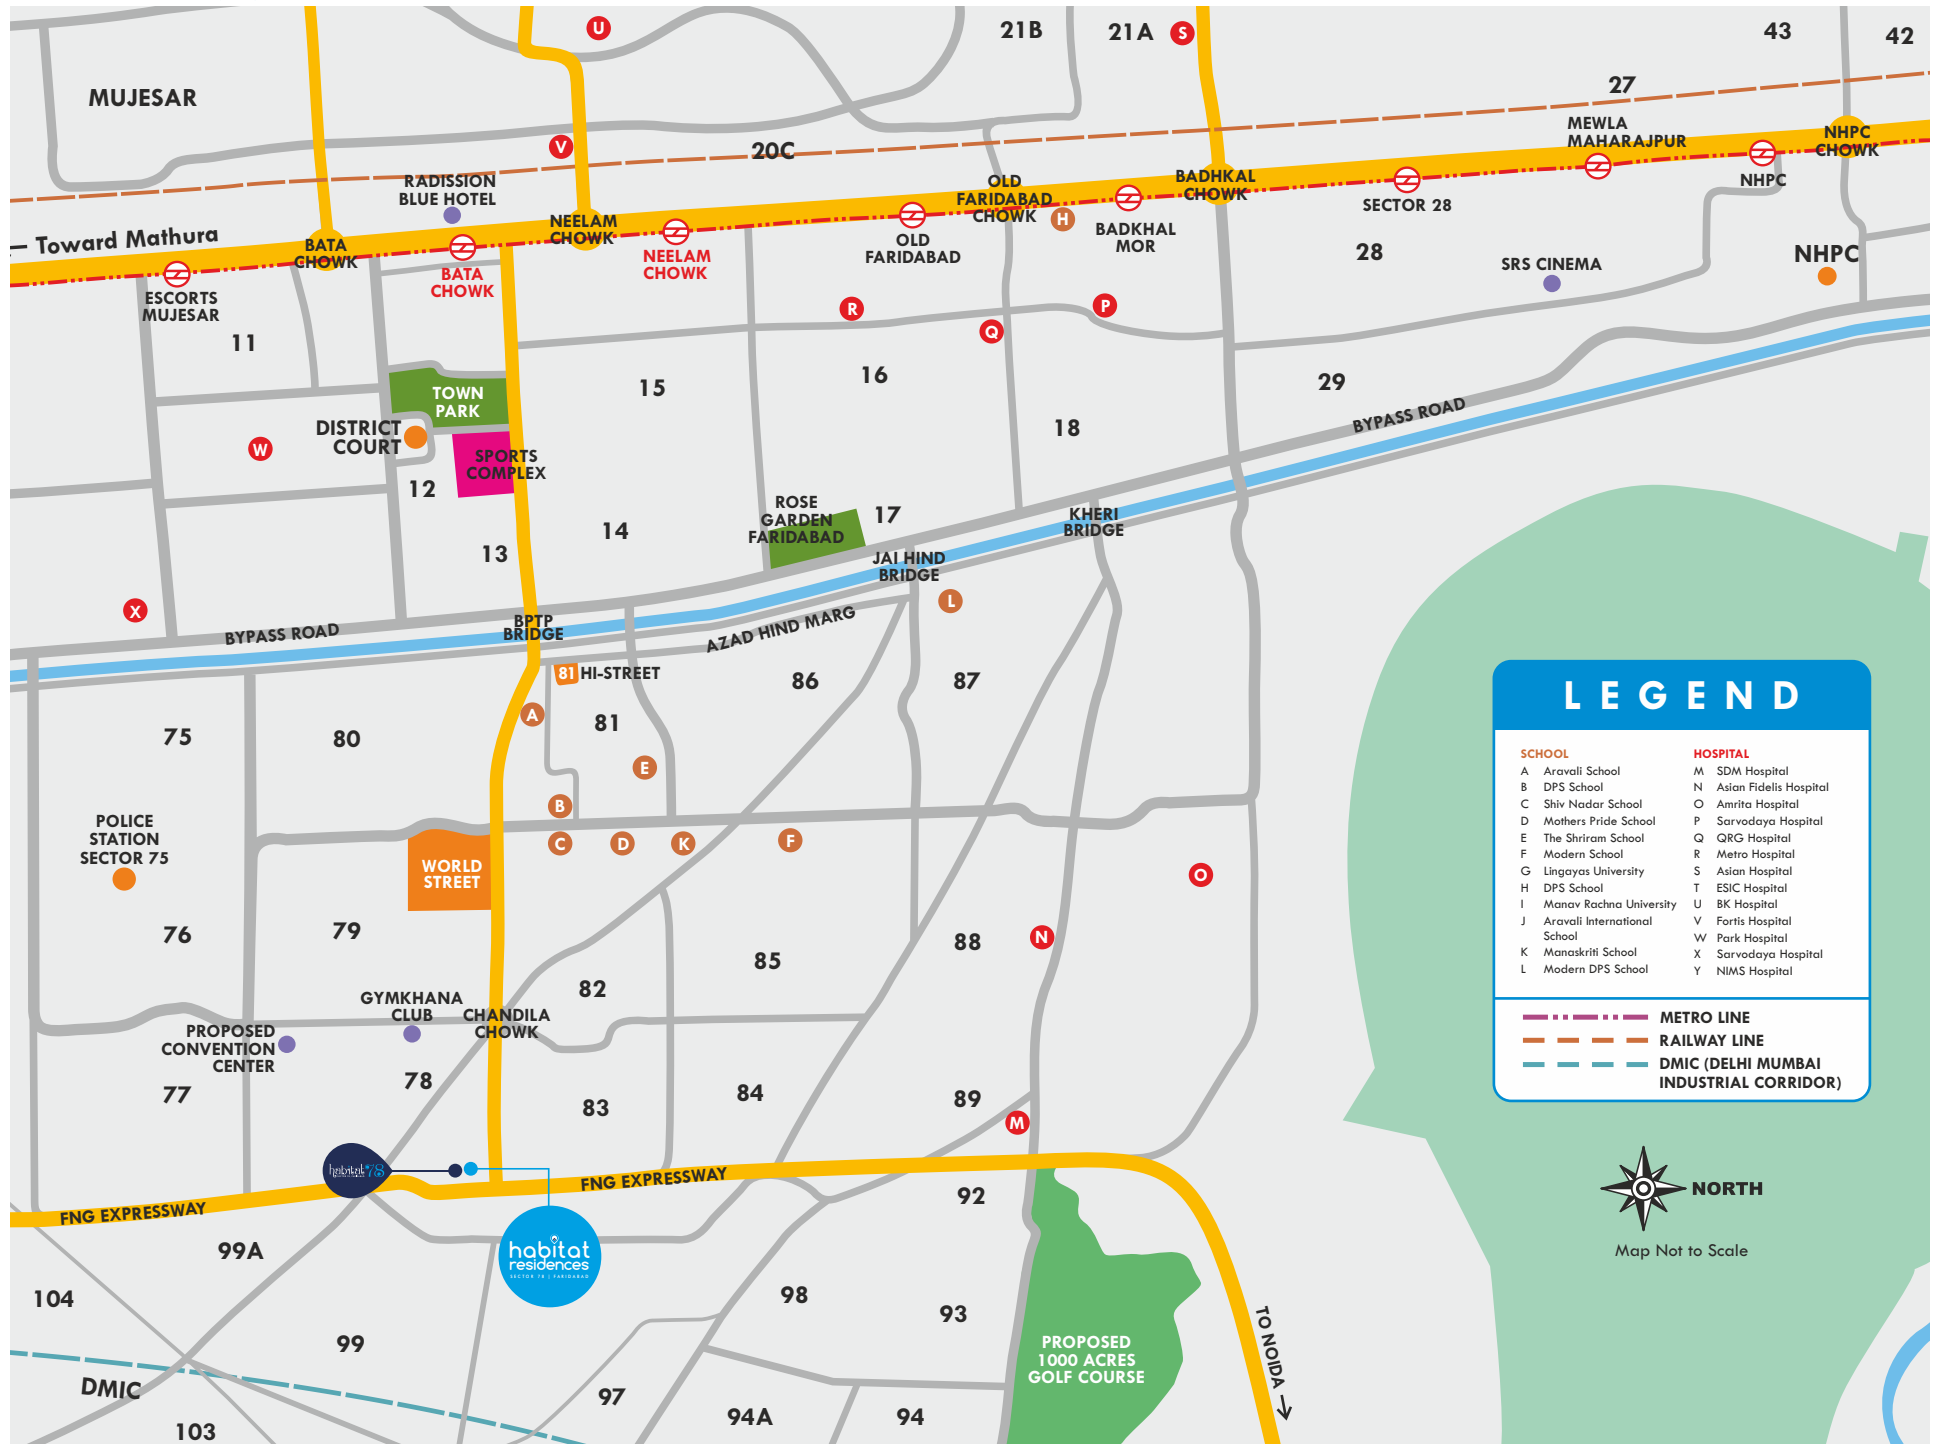 U
21B
21A
S
43
42
MUJESAR
27
MEWLA
MAHARAJPUR
V
20C
NHPC
CHOWK
RADISSION
BLUE HOTEL
OLD
FARIDABAD
CHOWK
BADHKAL
CHOWK
NHPC
SECTOR 28
H
BADKHAL
MOR
NEELAM
CHOWK
Toward Mathura
BATA
CHOWK
OLD
FARIDABAD
NEELAM
CHOWK
28
NHPC
SRS CINEMA
BATA
CHOWK
ESCORTS
MUJESAR
R
P
Q
11
16
15
29
TOWN
PARK
BYPASS ROAD
18
DISTRICT
COURT
W
SPORTS
COMPLEX
12
ROSE
GARDEN
FARIDABAD
17
KHERI
BRIDGE
14
13
JAI HIND
BRIDGE
X
L
BYPASS ROAD
BPTP
BRIDGE
AZAD HIND MARG
81
HI-STREET
86
87
A
81
75
80
E
B
POLICE
STATION
SECTOR 75
C
D
K
F
WORLD
STREET
O
76
79
N
88
85
82
GYMKHANA
CLUB
CHANDILA
CHOWK
PROPOSED
CONVENTION
CENTER
77
78
83
84
89
M
habitat 78
FNG EXPRESSWAY
FNG EXPRESSWAY
92
99A
habitat
residences
SECTOR 78 | FARIDABAD
104
98
93
99
PROPOSED
1000 ACRES
GOLF COURSE
TO NOIDA
DMIC
97
94A
94
103
LEGEND
SCHOOL
A Aravali School
B DPS School
C Shiv Nadar School
D Mothers Pride School
E The Shriram School
F Modern School
G Lingayas University
H DPS School
I Manav Rachna University
J Aravali International
School
K Manaskriti School
L Modern DPS School
HOSPITAL
M SDM Hospital
N Asian Fidelis Hospital
O Amrita Hospital
P Sarvodaya Hospital
Q QRG Hospital
R Metro Hospital
S Asian Hospital
T ESIC Hospital
U BK Hospital
V Fortis Hospital
W Park Hospital
X Sarvodaya Hospital
Y NIMS Hospital
METRO LINE
RAILWAY LINE
DMIC (DELHI MUMBAI
INDUSTRIAL CORRIDOR)
NORTH
Map Not to Scale